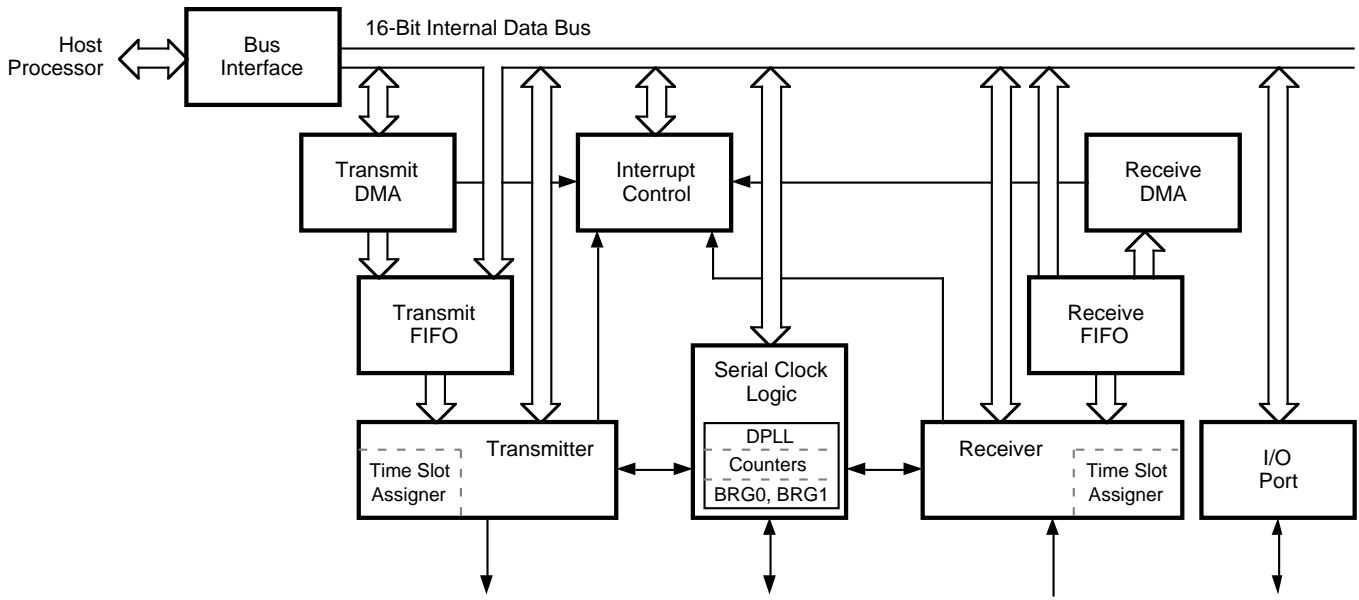 16-Bit Internal Data Bus
Host
Processor
Bus
Interface
Transmit
DMA
Interrupt
Control
Receive
DMA
Transmit
FIFO
Receive
FIFO
Serial Clock
Logic
DPLL
Counters
BRG0, BRG1
Transmitter
Time Slot
Assigner
Receiver
Time Slot
Assigner
I/O
Port